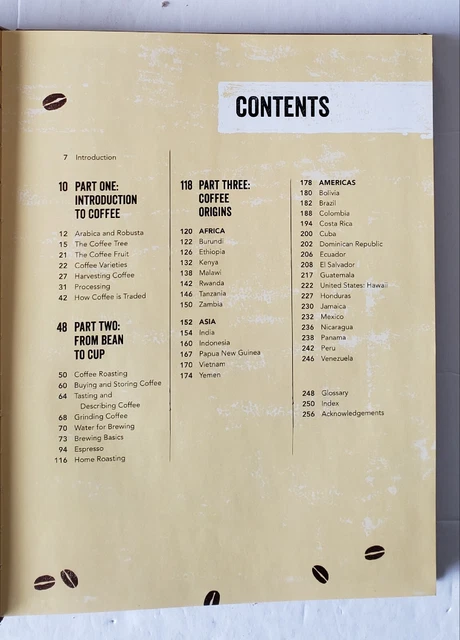 CONTENTS
7 Introduction
10 PART ONE:
INTRODUCTION
TO COFFEE
12 Arabica and Robusta
15 The Coffee Tree
21 The Coffee Fruit
22 Coffee Varieties
27 Harvesting Coffee
31 Processing
42 How Coffee is Traded
48 PART TWO:
FROM BEAN
TO CUP
50 Coffee Roasting
60 Buying and Storing Coffee
64 Tasting and
Describing Coffee
68 Grinding Coffee
70 Water for Brewing
73 Brewing Basics
94 Espresso
116 Home Roasting
118 PART THREE:
COFFEE
ORIGINS
120 AFRICA
122 Burundi
126 Ethiopia
132 Kenya
138 Malawi
142 Rwanda
146 Tanzania
150 Zambia
152 ASIA
154 India
160 Indonesia
167 Papua New Guinea
170 Vietnam
174 Yemen
178 AMERICAS
180 Bolivia
182 Brazil
188 Colombia
194 Costa Rica
200 Cuba
202 Dominican Republic
206 Ecuador
208 El Salvador
217 Guatemala
222 United States: Hawaii
227 Honduras
230 Jamaica
232 Mexico
236 Nicaragua
238 Panama
242 Peru
246 Venezuela
248 Glossary
250 Index
256 Acknowledgements